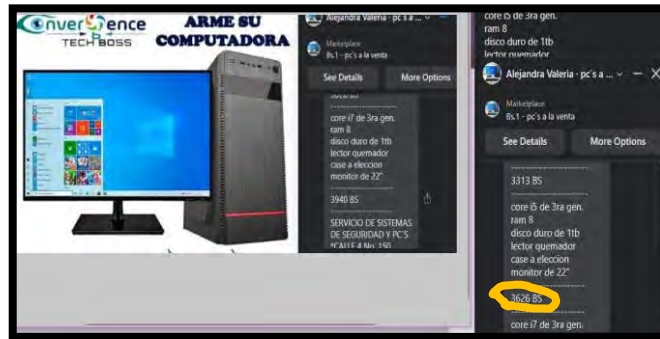 Conver ence
TECH BOSS
ARME SU
COMPUTADORA
Alejandra Valeria · pc´s a ...
Marketplace
Bs.1 - pc´s a la venta
See Details
More Options
core i7 de 3ra gen.
ram 8
disco duro de 1tb
lector quemador
case a eleccion
monitor de 22"
3940 BS
SERVICIO DE SISTEMAS
DE SEGURIDAD Y PC'S
*CALLE 4 No. 150
core i5 de 3ra gen.
ram 8
disco duro de 1tb
lector quemador
Alejandra Valeria · pc´s a ...
Marketplace
Bs.1 - pc´s a la venta
See Details
More Options
3313 BS
core i5 de 3ra gen.
ram 8
disco duro de 1tb
lector quemador
case a eleccion
monitor de 22"
3626 BS
core i7 de 3ra gen.